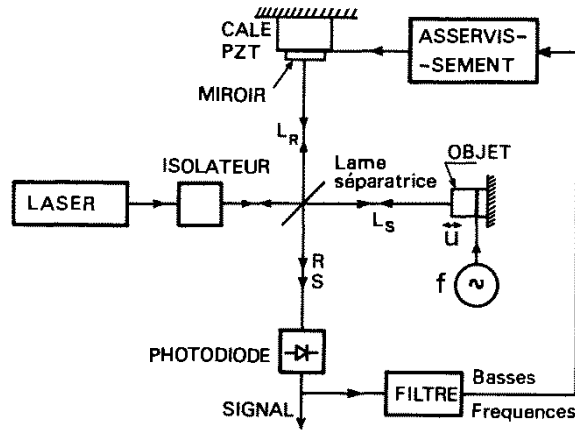 CALE
PZT
MIROIR
ASSERVIS-
-SEMENT
L_R
ISOLATEUR
Lame
séparatrice
OBJET
LASER
L_S
u
R
S
f
~
PHOTODIODE
SIGNAL
FILTRE
Basses
Frequences